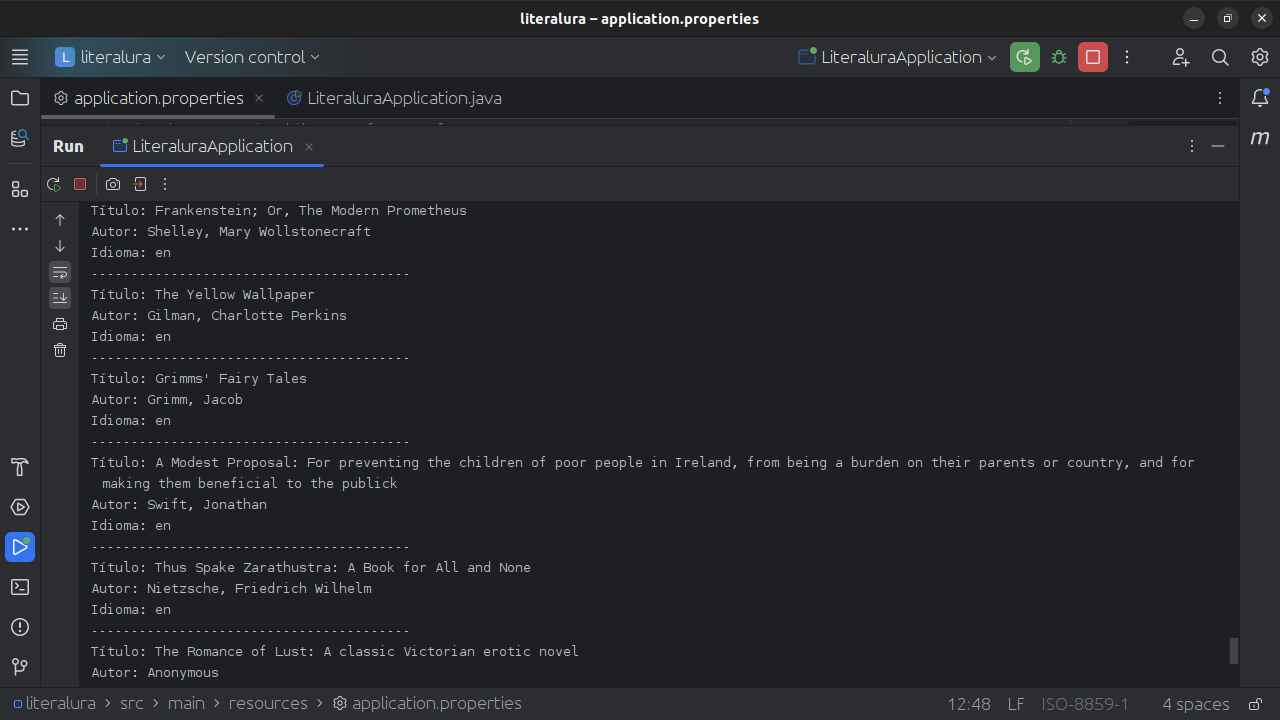 literalura – application.properties
L literalura Version control LiteraluraApplication
application.properties LiteraluraApplication.java
Run LiteraluraApplication
Título: Frankenstein; Or, The Modern Prometheus
Autor: Shelley, Mary Wollstonecraft
Idioma: en
----------------------------------------
Título: The Yellow Wallpaper
Autor: Gilman, Charlotte Perkins
Idioma: en
----------------------------------------
Título: Grimms' Fairy Tales
Autor: Grimm, Jacob
Idioma: en
----------------------------------------
Título: A Modest Proposal: For preventing the children of poor people in Ireland, from being a burden on their parents or country, and for
making them beneficial to the publick
Autor: Swift, Jonathan
Idioma: en
----------------------------------------
Título: Thus Spake Zarathustra: A Book for All and None
Autor: Nietzsche, Friedrich Wilhelm
Idioma: en
----------------------------------------
Título: The Romance of Lust: A classic Victorian erotic novel
Autor: Anonymous
literalura src main resources application.properties 12:48 LF ISO-8859-1 4 spaces